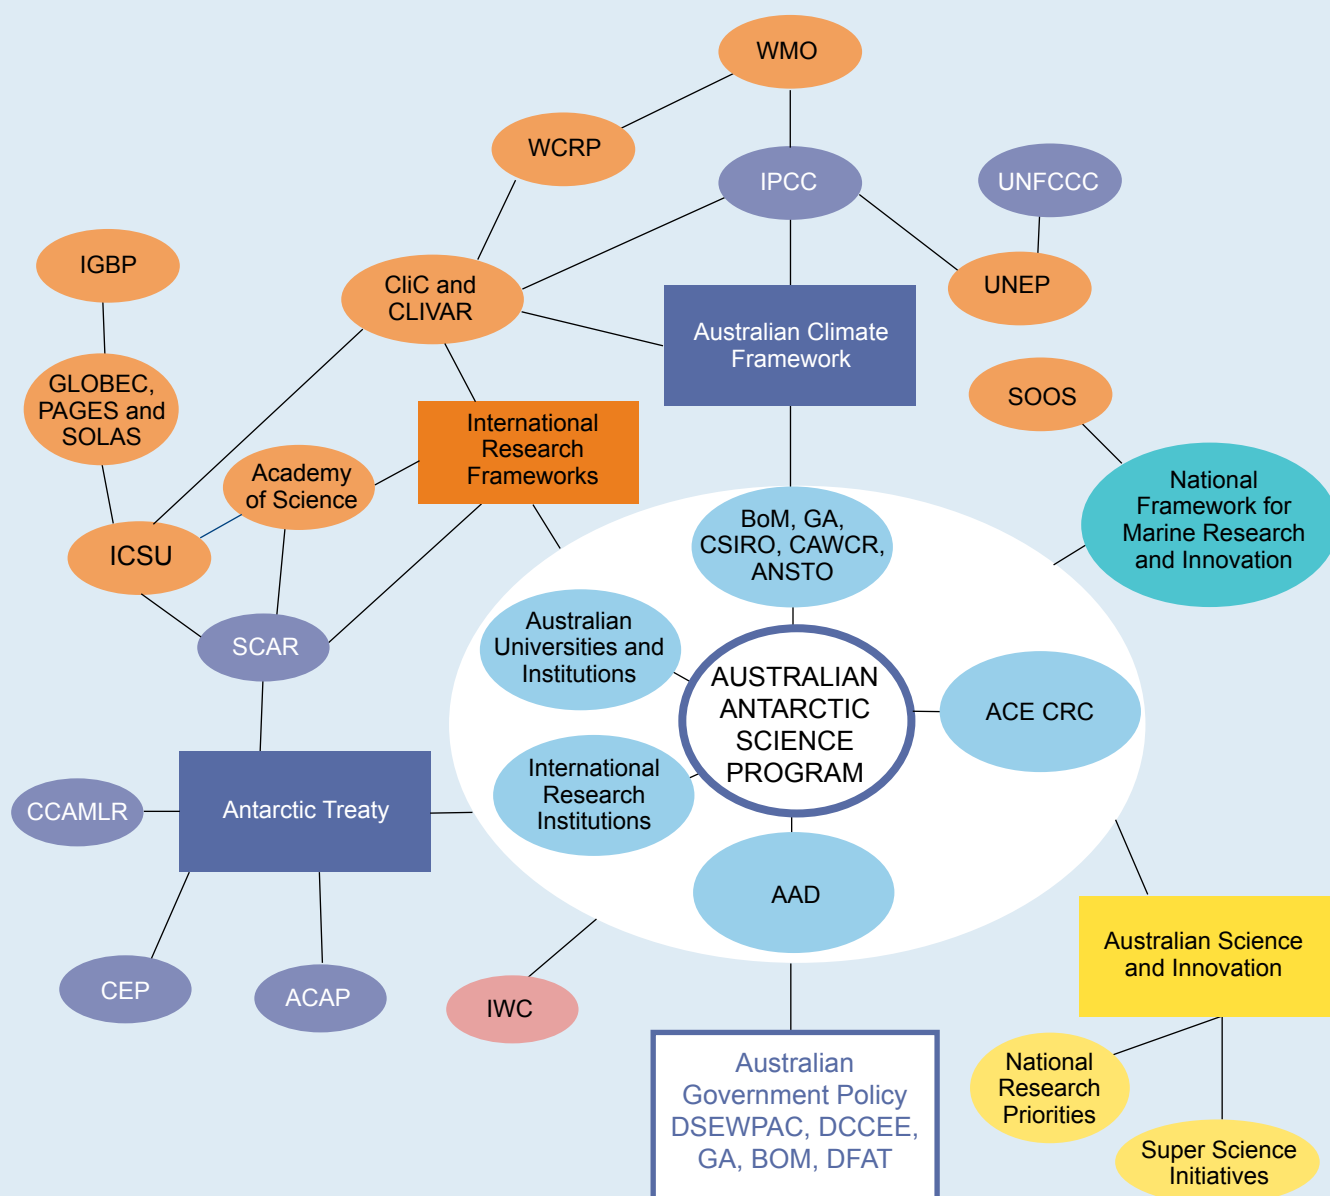 WMO
WCRP
IPCC
UNFCCC
IGBP
CliC and
CLIVAR
UNEP
Australian Climate
Framework
GLOBEC,
PAGES and
SOLAS
SOOS
International
Research
Frameworks
Academy
of Science
National
Framework for
Marine Research
and Innovation
ICSU
BoM, GA,
CSIRO, CAWCR,
ANSTO
SCAR
Australian
Universities and
Institutions
AUSTRALIAN
ANTARCTIC
SCIENCE
PROGRAM
ACE CRC
International
Research
Institutions
CCAMLR
Antarctic Treaty
AAD
Australian Science
and Innovation
CEP
ACAP
IWC
Australian
Government Policy
DSEWPAC, DCCEE,
GA, BOM, DFAT
National
Research
Priorities
Super Science
Initiatives